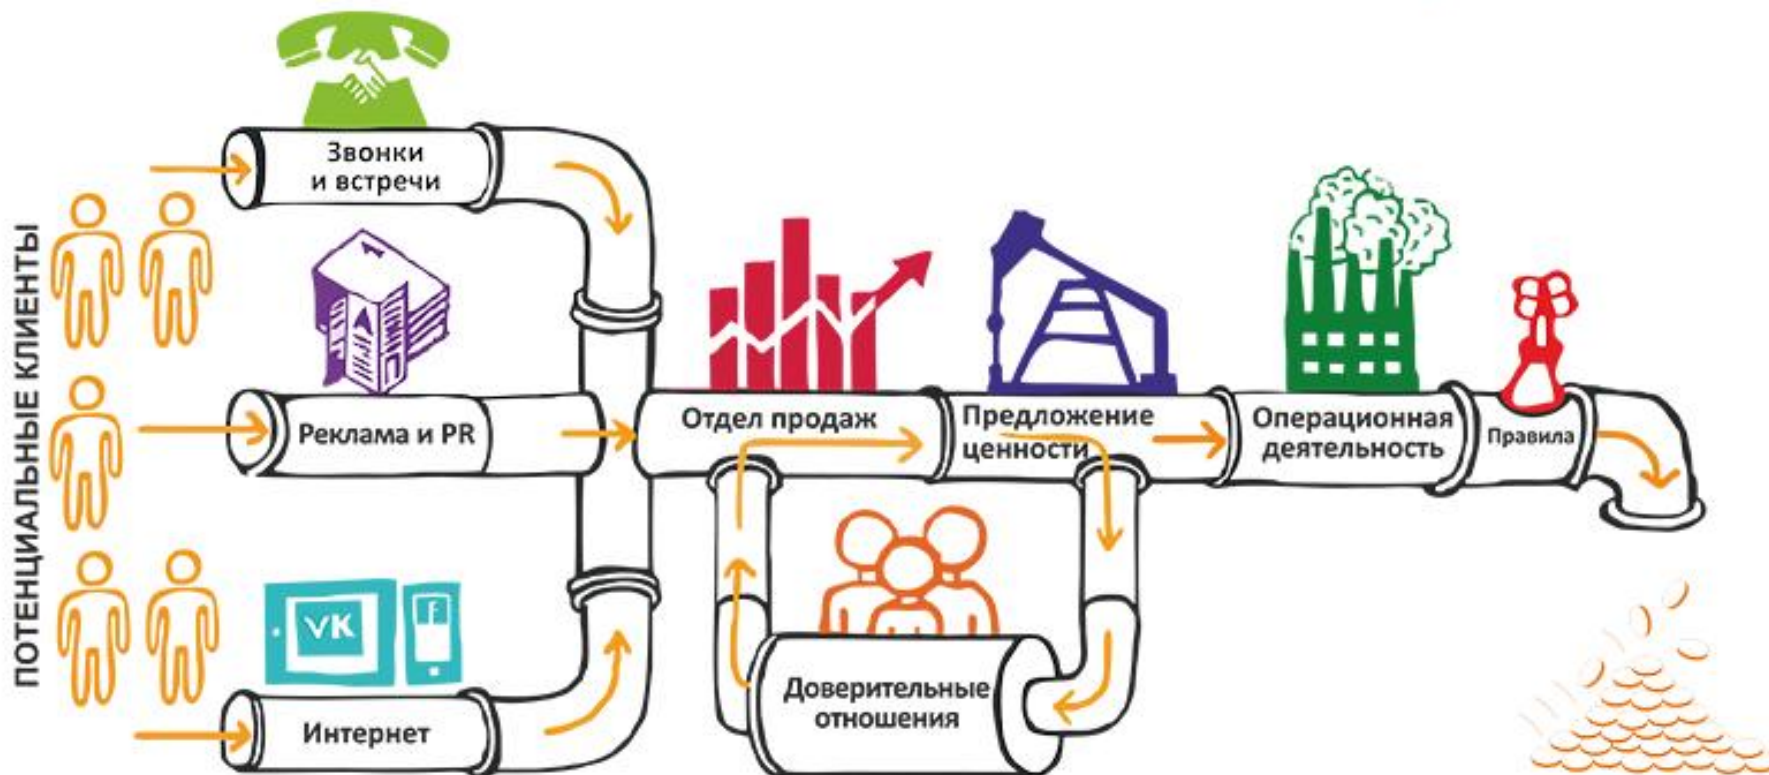 ПОТЕНЦИАЛЬНЫЕ КЛИЕНТЫ
Звонки
и встречи
Реклама и PR
VK
f
Интернет
Отдел продаж
Предложение
ценности
Операционная
деятельность
Правила
Доверительные
отношения